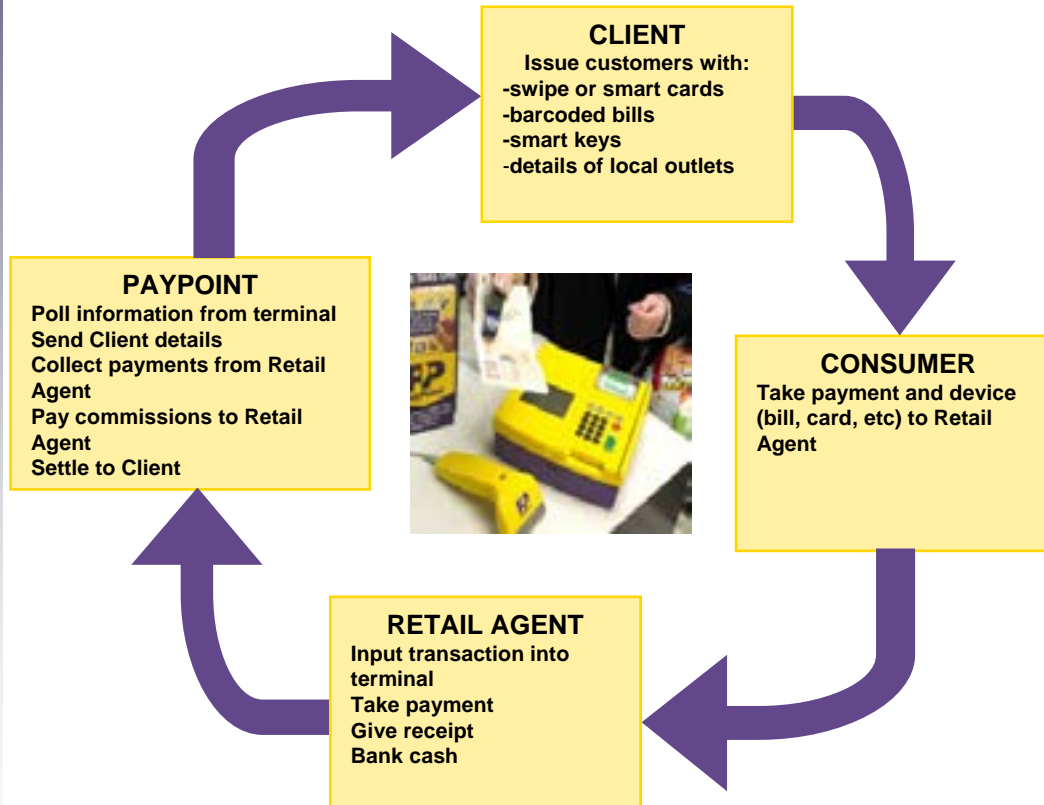 CLIENT
Issue customers with:
-swipe or smart cards
-barcoded bills
-smart keys
-details of local outlets
PAYPOINT
Poll information from terminal
Send Client details
Collect payments from Retail
Agent
Pay commissions to Retail
Agent
Settle to Client
CONSUMER
Take payment and device
(bill, card, etc) to Retail
Agent
RETAIL AGENT
Input transaction into
terminal
Take payment
Give receipt
Bank cash